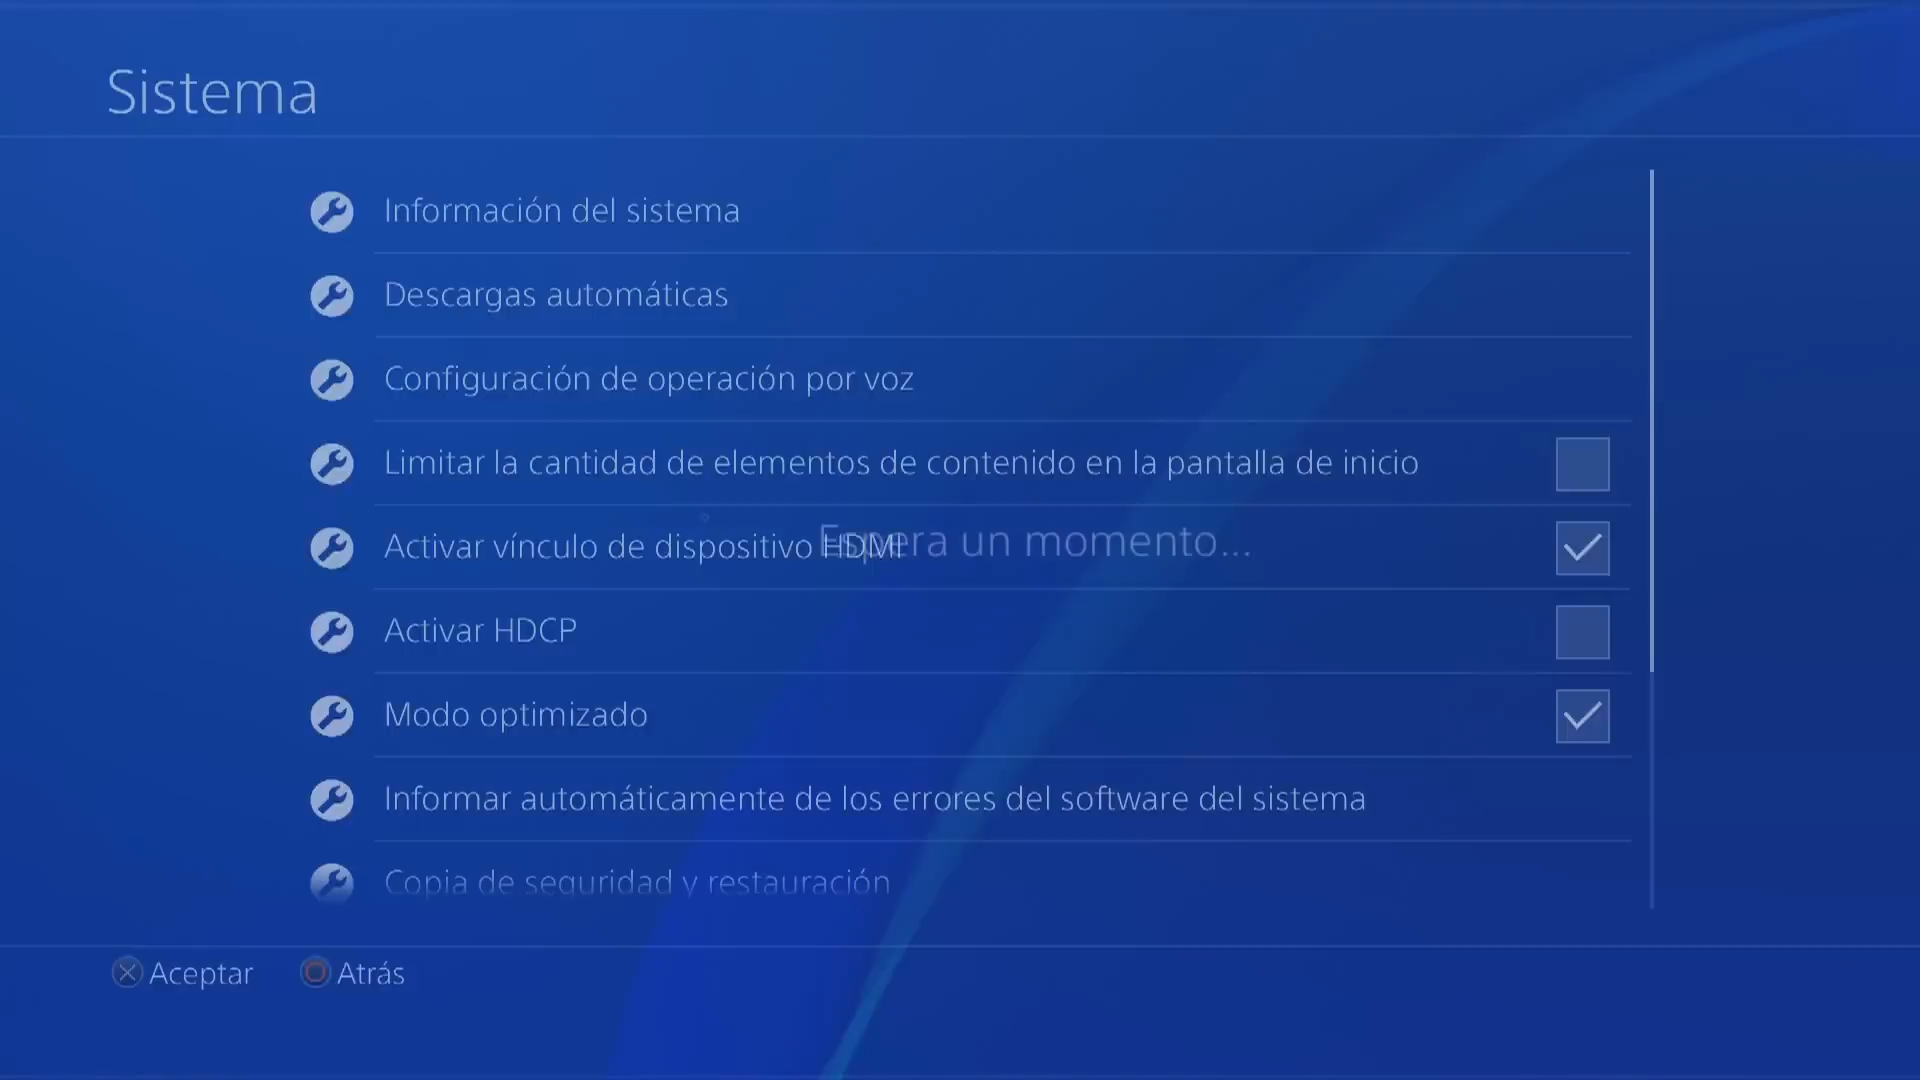 Sistema
Información del sistema
Descargas automáticas
Configuración de operación por voz
Limitar la cantidad de elementos de contenido en la pantalla de inicio
Activar vínculo de dispositivo HDMI
Espera un momento...
Activar HDCP
Modo optimizado
Informar automáticamente de los errores del software del sistema
Copia de seguridad y restauración
Aceptar Atrás